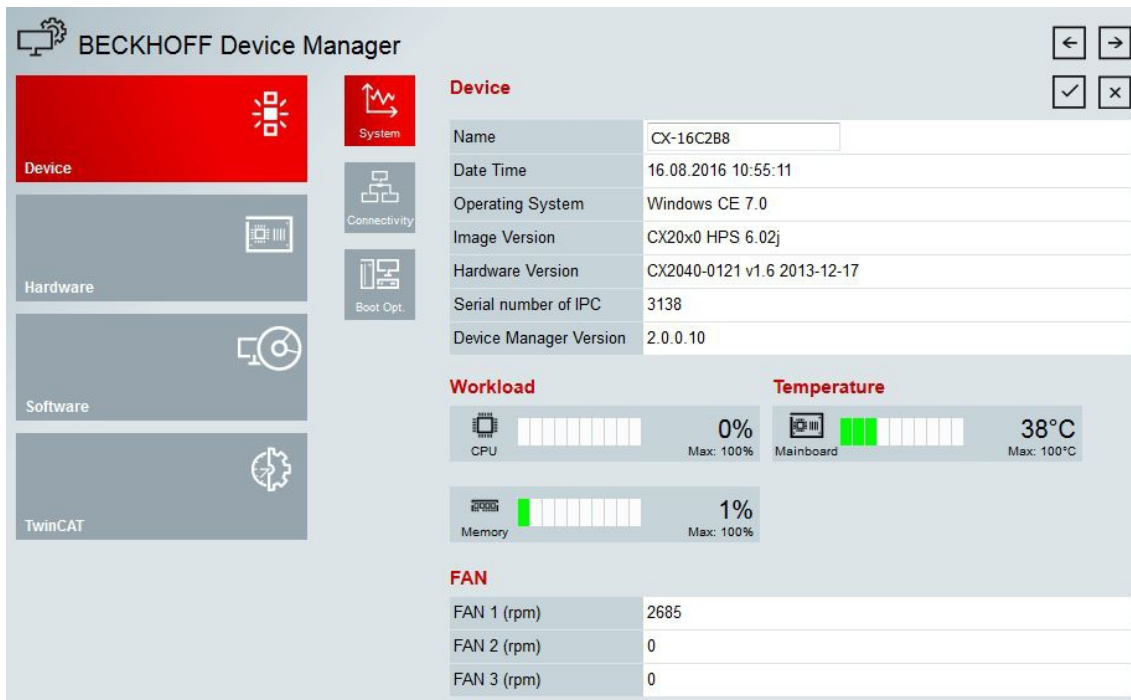 BECKHOFF Device Manager
Device
Hardware
Software
TwinCAT
System
Connectivity
Boot Opt.
Device
Name CX-16C2B8
Date Time 16.08.2016 10:55:11
Operating System Windows CE 7.0
Image Version CX20x0 HPS 6.02j
Hardware Version CX2040-0121 v1.6 2013-12-17
Serial number of IPC 3138
Device Manager Version 2.0.0.10
Workload
CPU 0%
Max: 100%
Memory 1%
Max: 100%
Temperature
Mainboard 38°C
Max: 100°C
FAN
FAN 1 (rpm) 2685
FAN 2 (rpm) 0
FAN 3 (rpm) 0